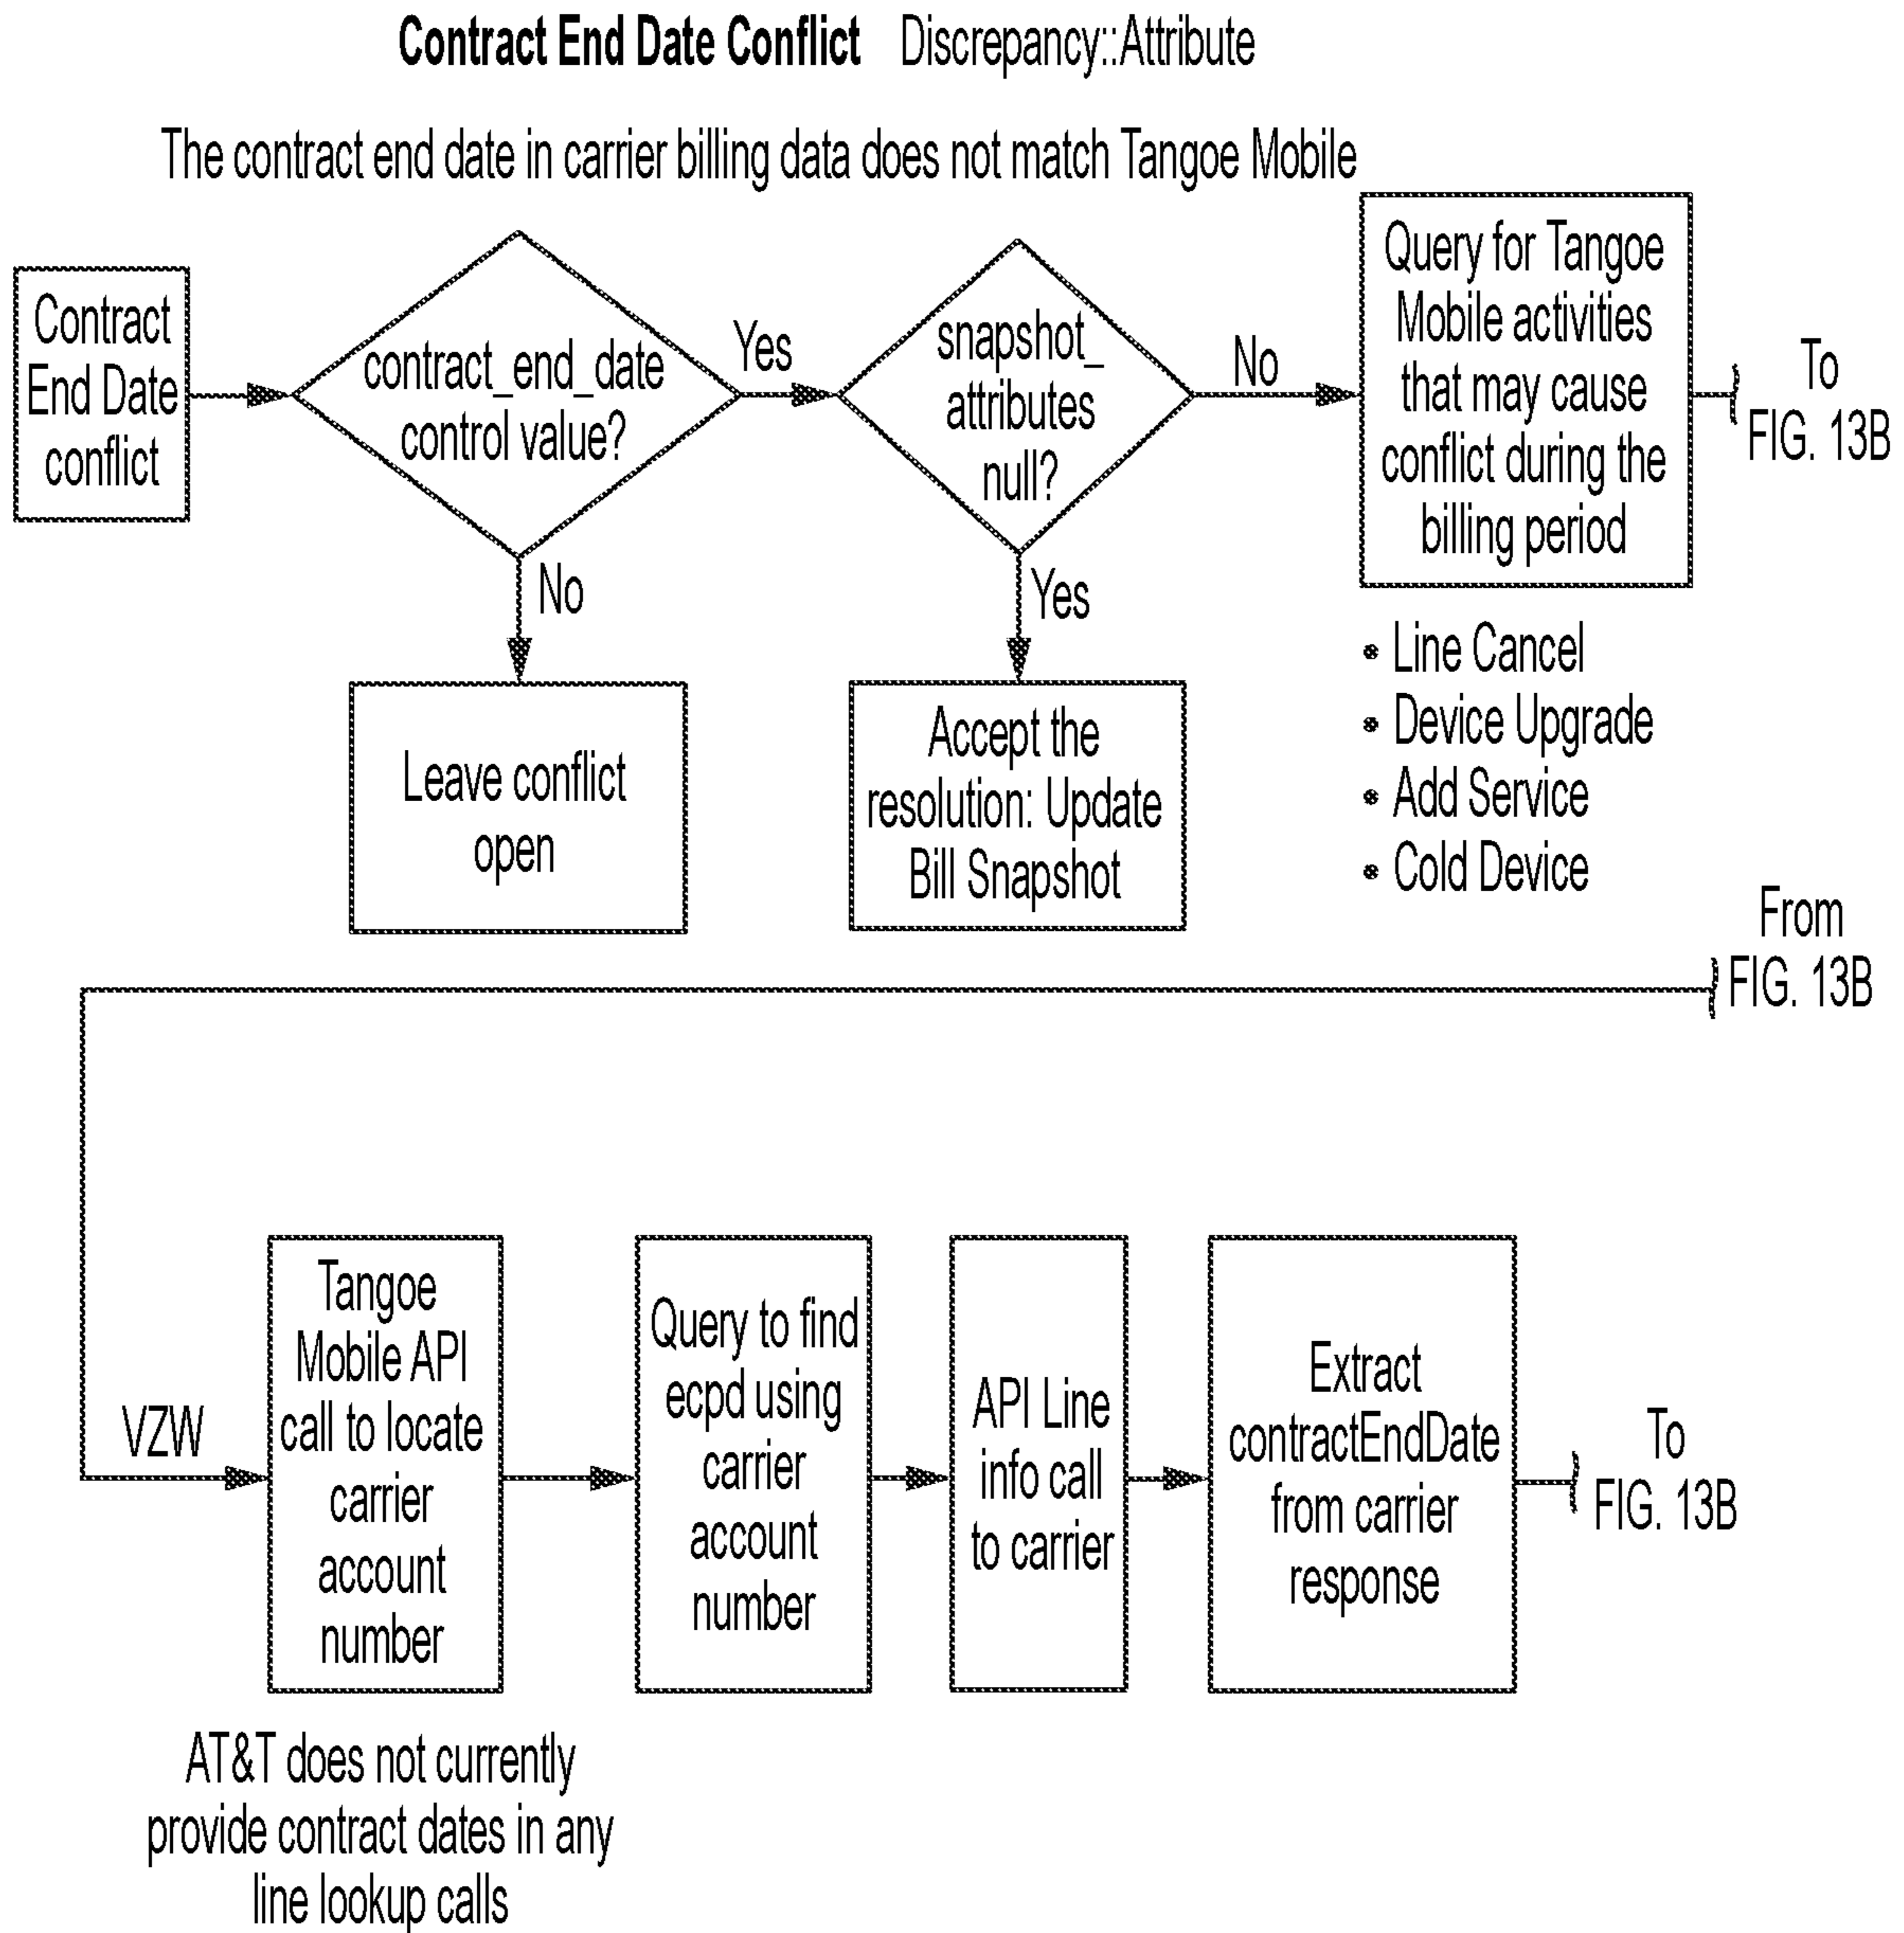 Contract End Date Conflict Discrepancy::Attribute
The contract end date in carrier billing data does not match Tangoe Mobile
Contract
End Date
conflict
contract_end_date
control value?
Yes
No
Leave conflict
open
snapshot_
attributes
null?
No
Yes
Accept the
resolution: Update
Bill Snapshot
Query for Tangoe
Mobile activities
that may cause
conflict during the
billing period
To
FIG. 13B
• Line Cancel
• Device Upgrade
• Add Service
• Cold Device
From
FIG. 13B
VZW
Tangoe
Mobile API
call to locate
carrier
account
number
Query to find
ecpd using
carrier
account
number
API Line
info call
to carrier
Extract
contractEndDate
from carrier
response
To
FIG. 13B
AT&T does not currently
provide contract dates in any
line lookup calls